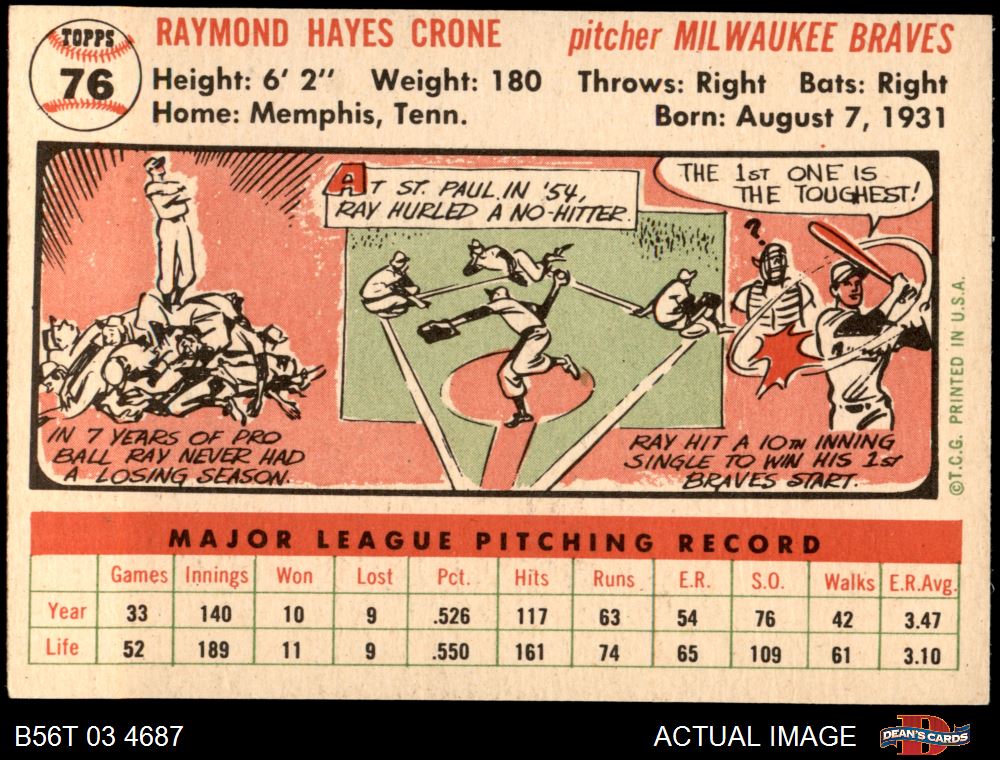 TOPPS
76
RAYMOND HAYES CRONE pitcher MILWAUKEE BRAVES
Height: 6' 2" Weight: 180 Throws: Right Bats: Right
Home: Memphis, Tenn. Born: August 7, 1931
IN 7 YEARS OF PRO
BALL RAY NEVER HAD
A LOSING SEASON.
AT ST. PAUL IN '54,
RAY HURLED A NO-HITTER.
THE 1ST ONE IS
THE TOUGHEST!
?
RAY HIT A 10TH INNING
SINGLE TO WIN HIS 1ST
BRAVES START.
©T.C.G. PRINTED IN U.S.A.
MAJOR LEAGUE PITCHING RECORD
Games Innings Won Lost Pct. Hits Runs E.R. S.O. Walks E.R.Avg.
Year 33 140 10 9 .526 117 63 54 76 42 3.47
Life 52 189 11 9 .550 161 74 65 109 61 3.10
B56T 03 4687 ACTUAL IMAGE D DEAN'S CARDS